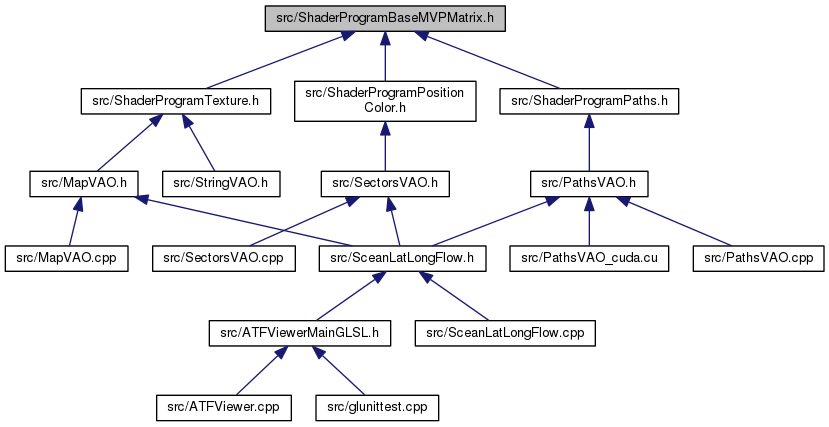 src/ShaderProgramBaseMVPMatrix.h
src/ShaderProgramTexture.h
src/ShaderProgramPosition
Color.h
src/ShaderProgramPaths.h
src/MapVAO.h
src/StringVAO.h
src/SectorsVAO.h
src/PathsVAO.h
src/MapVAO.cpp
src/SectorsVAO.cpp
src/SceanLatLongFlow.h
src/PathsVAO_cuda.cu
src/PathsVAO.cpp
src/ATFViewerMainGLSL.h
src/SceanLatLongFlow.cpp
src/ATFViewer.cpp
src/glunittest.cpp